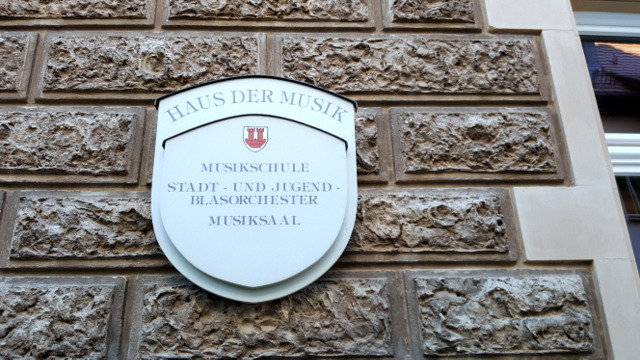 HAUS DER MUSIK
MUSIKSCHULE
STADT - UND JUGEND -
BLASORCHESTER
MUSIKSAAL